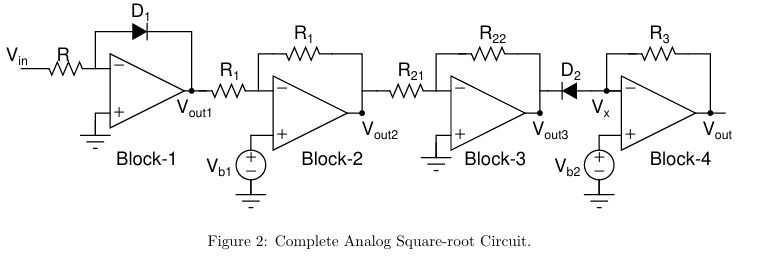 D1
Vin R
− +
Vout1
Block-1
R1 R1
− +
Vout2
Vb1 + −
Block-2
R21 R22
− +
Vout3
Block-3
D2
Vx
R3
− +
Vout
Vb2 + −
Block-4
Figure 2: Complete Analog Square-root Circuit.